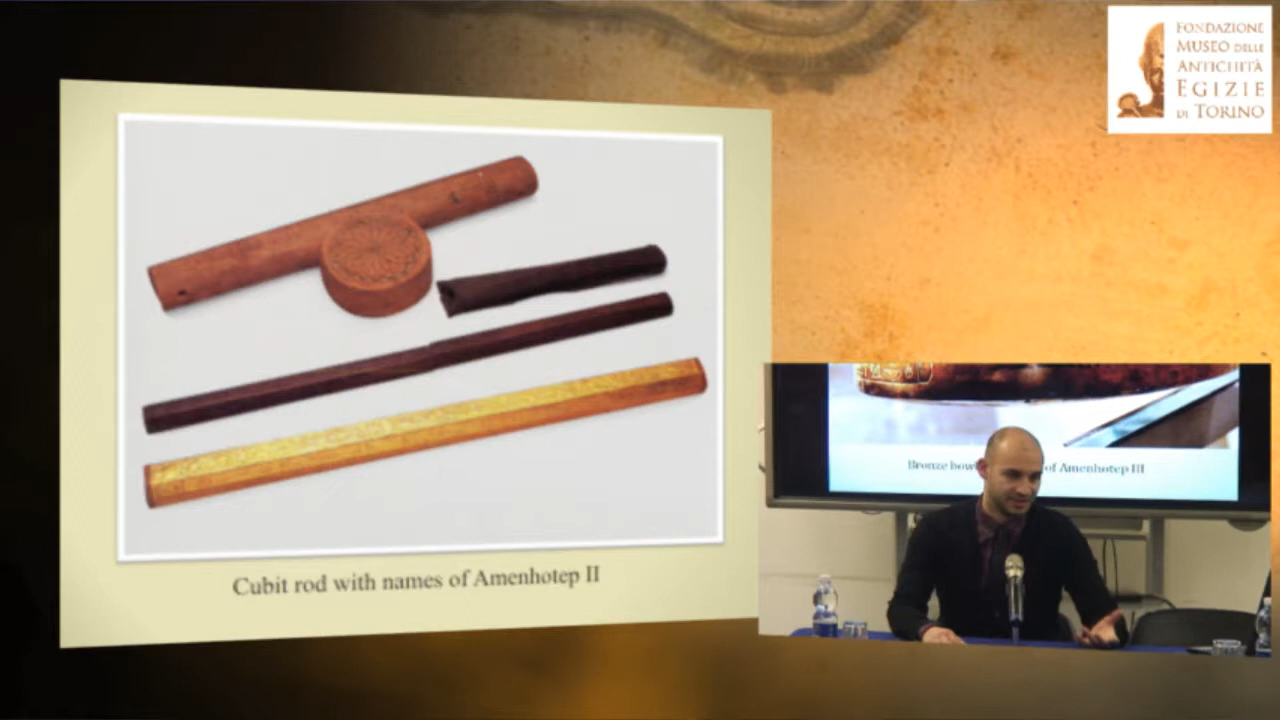 FONDAZIONE
MUSEO DELLE
ANTICHITÀ
EGIZIE
DI TORINO
Cubit rod with names of Amenhotep II
Bronze bow
of Amenhotep III